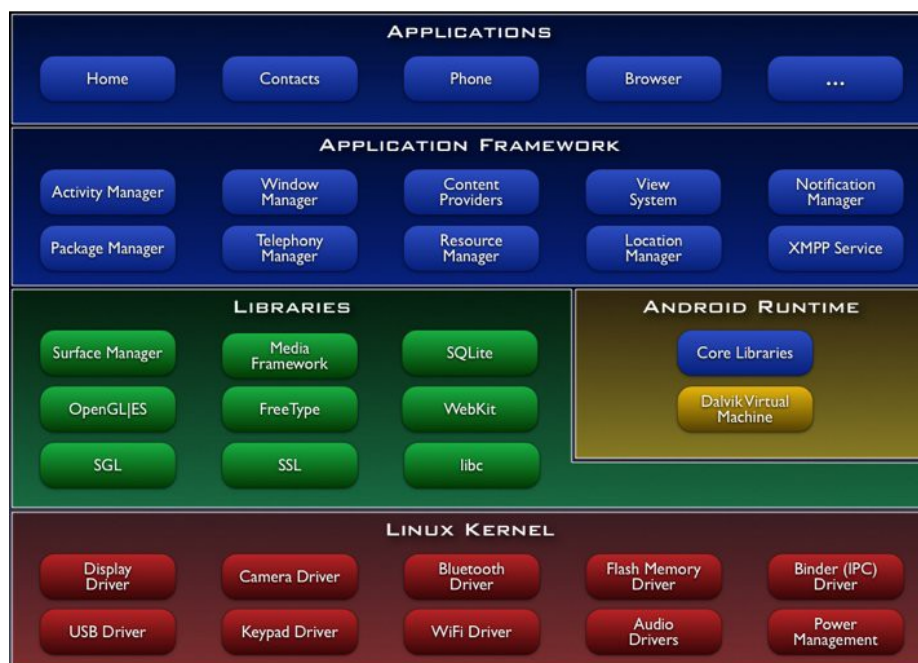 APPLICATIONS
Home
Contacts
Phone
Browser
...
APPLICATION FRAMEWORK
Activity Manager
Window
Manager
Content
Providers
View
System
Notification
Manager
Package Manager
Telephony
Manager
Resource
Manager
Location
Manager
XMPP Service
LIBRARIES
Surface Manager
Media
Framework
SQLite
OpenGL|ES
FreeType
WebKit
SGL
SSL
libc
ANDROID RUNTIME
Core Libraries
Dalvik Virtual
Machine
LINUX KERNEL
Display
Driver
Camera Driver
Bluetooth
Driver
Flash Memory
Driver
Binder (IPC)
Driver
USB Driver
Keypad Driver
WiFi Driver
Audio
Drivers
Power
Management